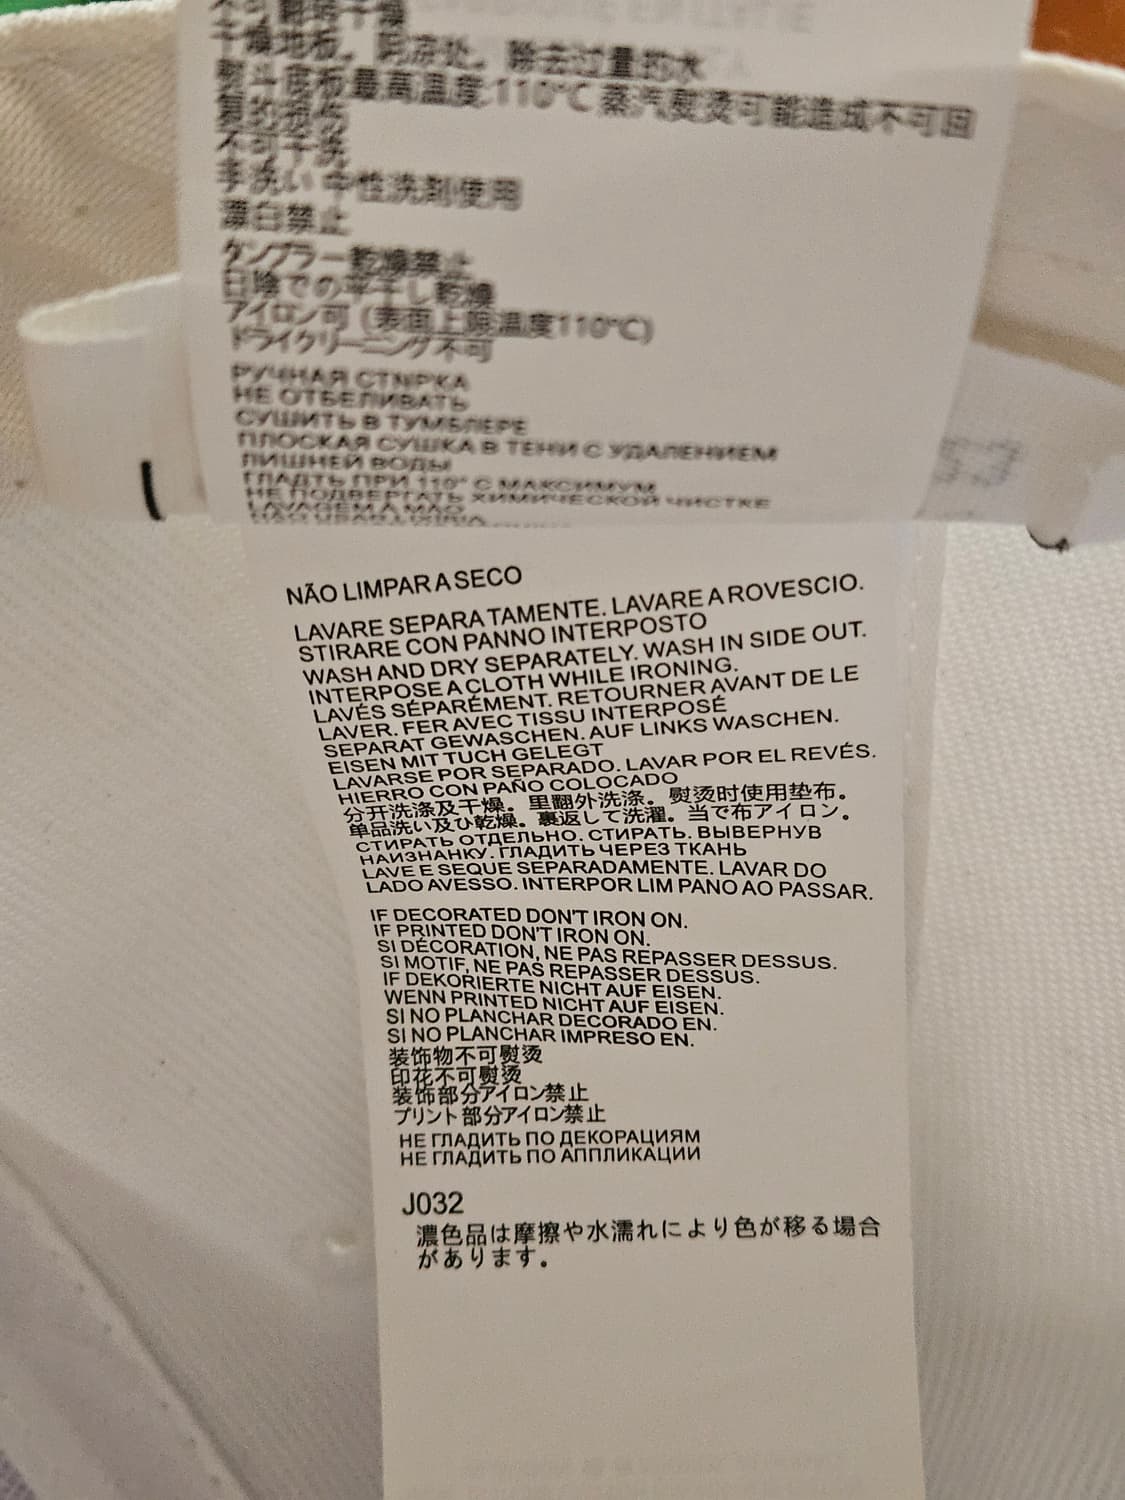 干燥地板。阴凉处。除去过量的水
熨斗底板最高温度:110°C 蒸汽熨烫可能造成不可回
复的损伤
不可干洗
手洗い 中性洗剤使用
漂白禁止
タンブラー乾燥禁止
日陰での平干し乾燥
アイロン可 (表面上限温度110°C)
ドライクリーニング不可
РУЧНАЯ СТИРКА
НЕ ОТБЕЛИВАТЬ
СУШИТЬ В ТУМБЛЕРЕ
ПЛОСКАЯ СУШКА В ТЕНИ С УДАЛЕНИЕМ
ЛИШНЕЙ ВОДЫ
ГЛАДТЬ ПРИ 110° С МАКСИМУМ
НЕ ПОДВЕРГАТЬ ХИМИЧЕСКОЙ ЧИСТКЕ
LAVAGEM A MÃO
NÃO LIMPAR A SECO
LAVARE SEPARATAMENTE. LAVARE A ROVESCIO.
STIRARE CON PANNO INTERPOSTO
WASH AND DRY SEPARATELY. WASH IN SIDE OUT.
INTERPOSE A CLOTH WHILE IRONING.
LAVÉS SÉPARÉMENT. RETOURNER AVANT DE LE
LAVER. FER AVEC TISSU INTERPOSÉ
SEPARAT GEWASCHEN. AUF LINKS WASCHEN.
EISEN MIT TUCH GELEGT
LAVARSE POR SEPARADO. LAVAR POR EL REVÉS.
HIERRO CON PAÑO COLOCADO
分开洗涤及干燥。里翻外洗涤。熨烫时使用垫布。
单品洗い及ひ乾燥。裏返して洗濯。当で布アイロン。
СТИРАТЬ ОТДЕЛЬНО. СТИРАТЬ. ВЫВЕРНУВ
НАИЗНАНКУ. ГЛАДИТЬ ЧЕРЕЗ ТКАНЬ
LAVE E SEQUE SEPARADAMENTE. LAVAR DO
LADO AVESSO. INTERPOR LIM PANO AO PASSAR.
IF DECORATED DON'T IRON ON.
IF PRINTED DON'T IRON ON.
SI DÉCORATION, NE PAS REPASSER DESSUS.
SI MOTIF, NE PAS REPASSER DESSUS.
IF DEKORIERTE NICHT AUF EISEN.
WENN PRINTED NICHT AUF EISEN.
SI NO PLANCHAR DECORADO EN.
SI NO PLANCHAR IMPRESO EN.
装饰物不可熨烫
印花不可熨烫
装饰部分アイロン禁止
プリント部分アイロン禁止
НЕ ГЛАДИТЬ ПО ДЕКОРАЦИЯМ
НЕ ГЛАДИТЬ ПО АППЛИКАЦИИ
J032
濃色品は摩擦や水濡れにより色が移る場合
があります。